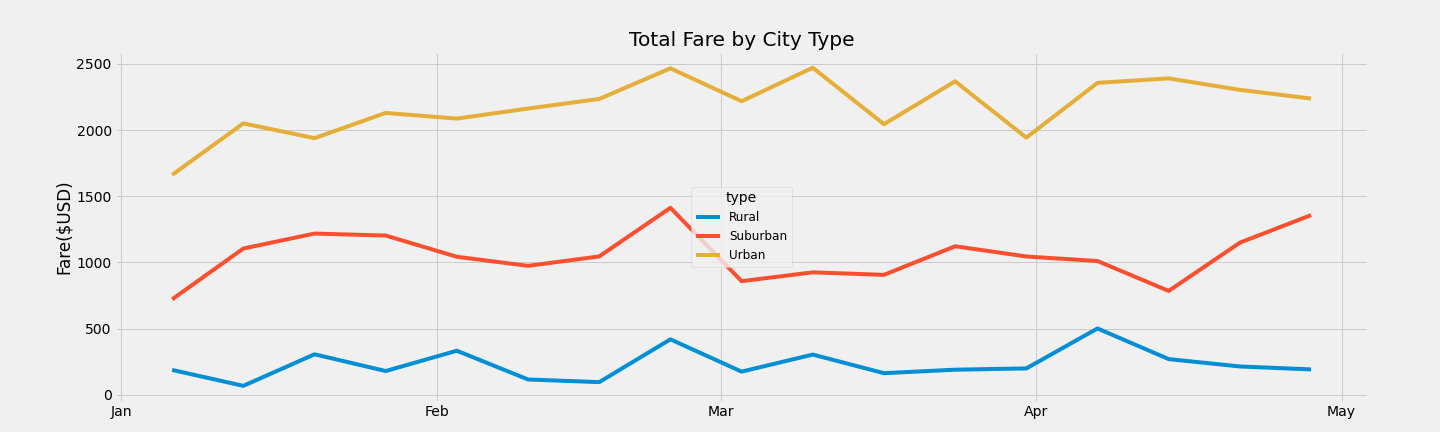 Total Fare by City Type
Fare($USD)
2500
2000
1500
1000
500
0
type
Rural
Suburban
Urban
Jan Feb Mar Apr May